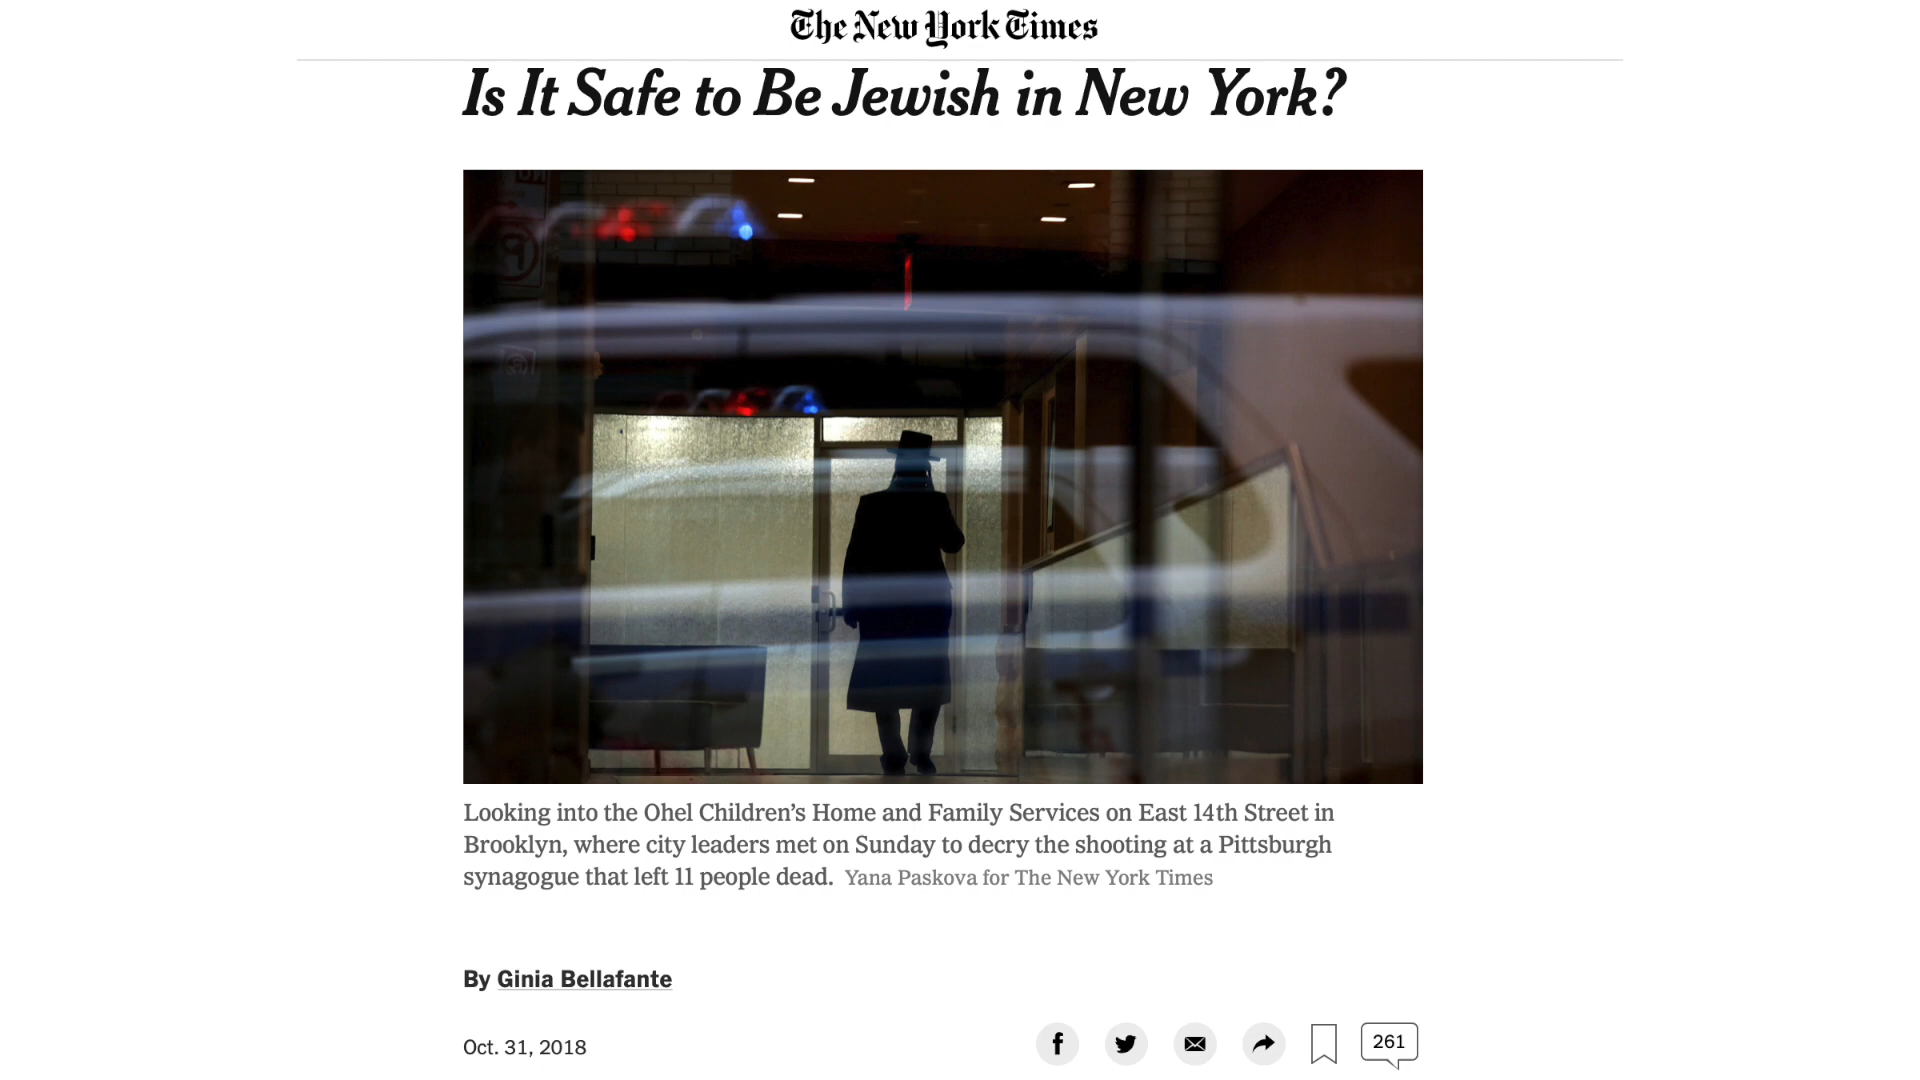 The New York Times
Is It Safe to Be Jewish in New York?
Looking into the Ohel Children’s Home and Family Services on East 14th Street in
Brooklyn, where city leaders met on Sunday to decry the shooting at a Pittsburgh
synagogue that left 11 people dead. Yana Paskova for The New York Times
By Ginia Bellafante
Oct. 31, 2018
261